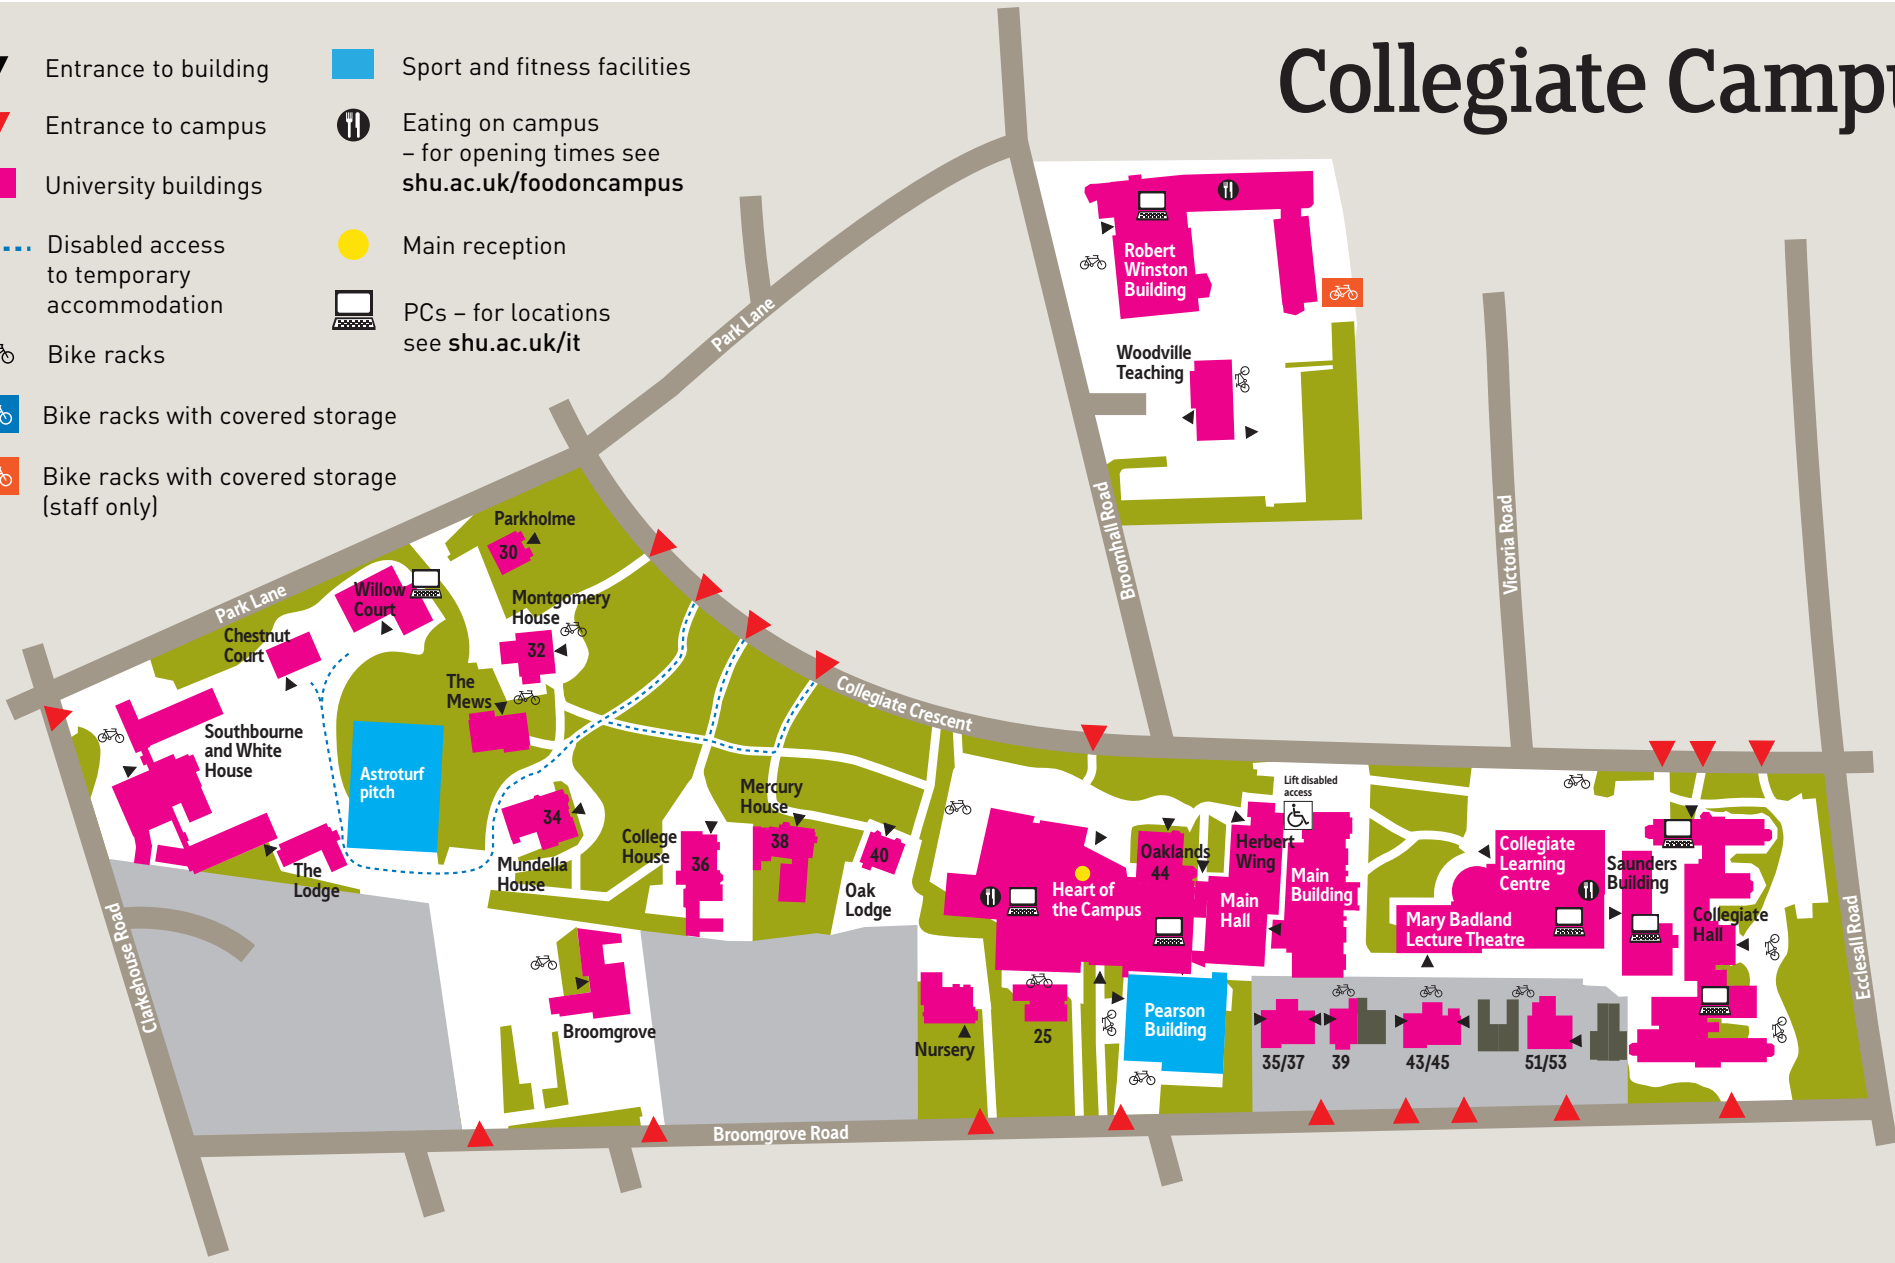 Collegiate Camp
Entrance to building
Entrance to campus
University buildings
Disabled access
to temporary
accommodation
Bike racks
Bike racks with covered storage
Bike racks with covered storage
(staff only)
Sport and fitness facilities
Eating on campus
– for opening times see
shu.ac.uk/foodoncampus
Main reception
PCs – for locations
see shu.ac.uk/it
Park Lane
Robert
Winston
Building
Woodville
Teaching
Broomhall Road
Victoria Road
Parkholme
30
Park Lane
Willow
Court
Montgomery
House
32
Chestnut
Court
The
Mews
Collegiate Crescent
Southbourne
and White
House
Astroturf
pitch
34
Mundella
House
The
Lodge
College
House
36
Mercury
House
38
40
Oak
Lodge
Lift disabled
access
Oaklands
44
Herbert
Wing
Heart of
the Campus
Main
Hall
Main
Building
Collegiate
Learning
Centre
Mary Badland
Lecture Theatre
Saunders
Building
Collegiate
Hall
Ecclesall Road
Clarkehouse Road
Broomgrove
Nursery
25
Pearson
Building
35/37
39
43/45
51/53
Broomgrove Road